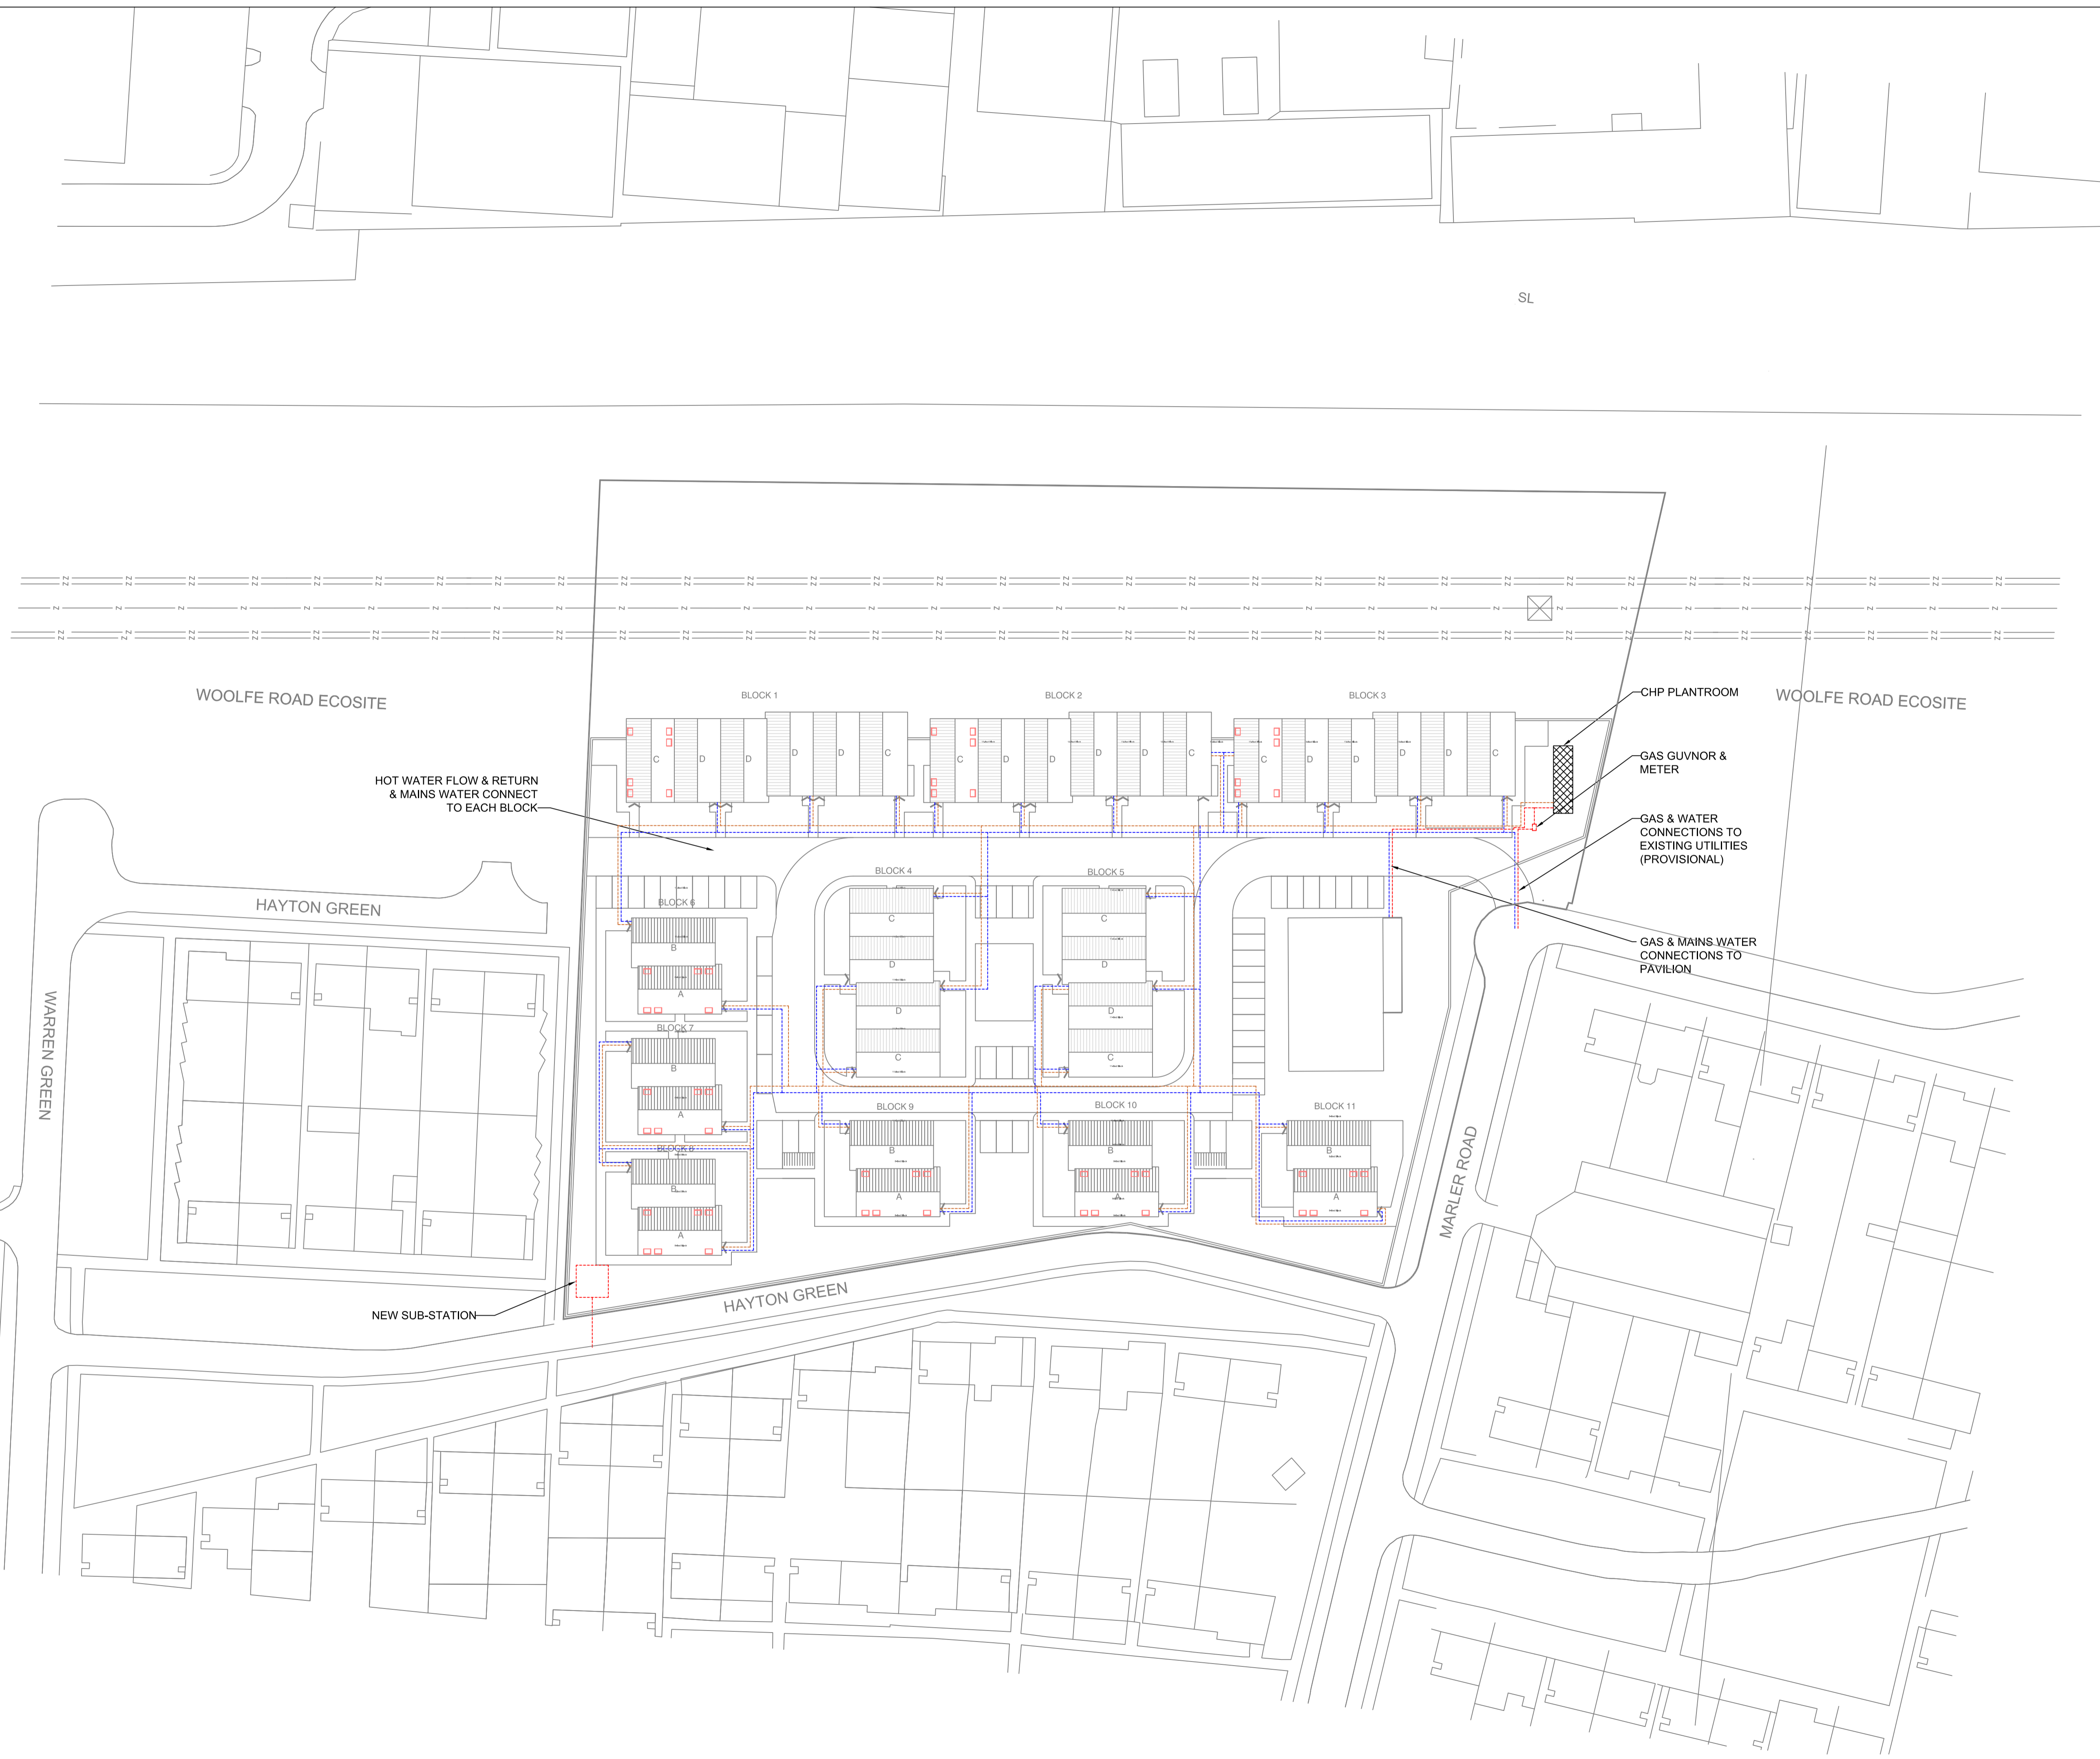 SL
WOOLFE ROAD ECOSITE
WOOLFE ROAD ECOSITE
BLOCK 1
BLOCK 2
BLOCK 3
CHP PLANTROOM
C
D
D
D
D
C
C
D
D
D
D
C
C
D
D
D
D
C
GAS GUVNOR &
METER
HOT WATER FLOW & RETURN
& MAINS WATER CONNECT
TO EACH BLOCK
GAS & WATER
CONNECTIONS TO
EXISTING UTILITIES
(PROVISIONAL)
BLOCK 4
BLOCK 5
BLOCK 6
HAYTON GREEN
C
C
B
D
D
A
GAS & MAINS WATER
CONNECTIONS TO
PAVILION
WARREN GREEN
D
D
C
C
BLOCK 7
B
A
BLOCK 9
BLOCK 10
BLOCK 11
BLOCK 8
B
B
B
B
A
A
A
A
MARLER ROAD
HAYTON GREEN
NEW SUB-STATION